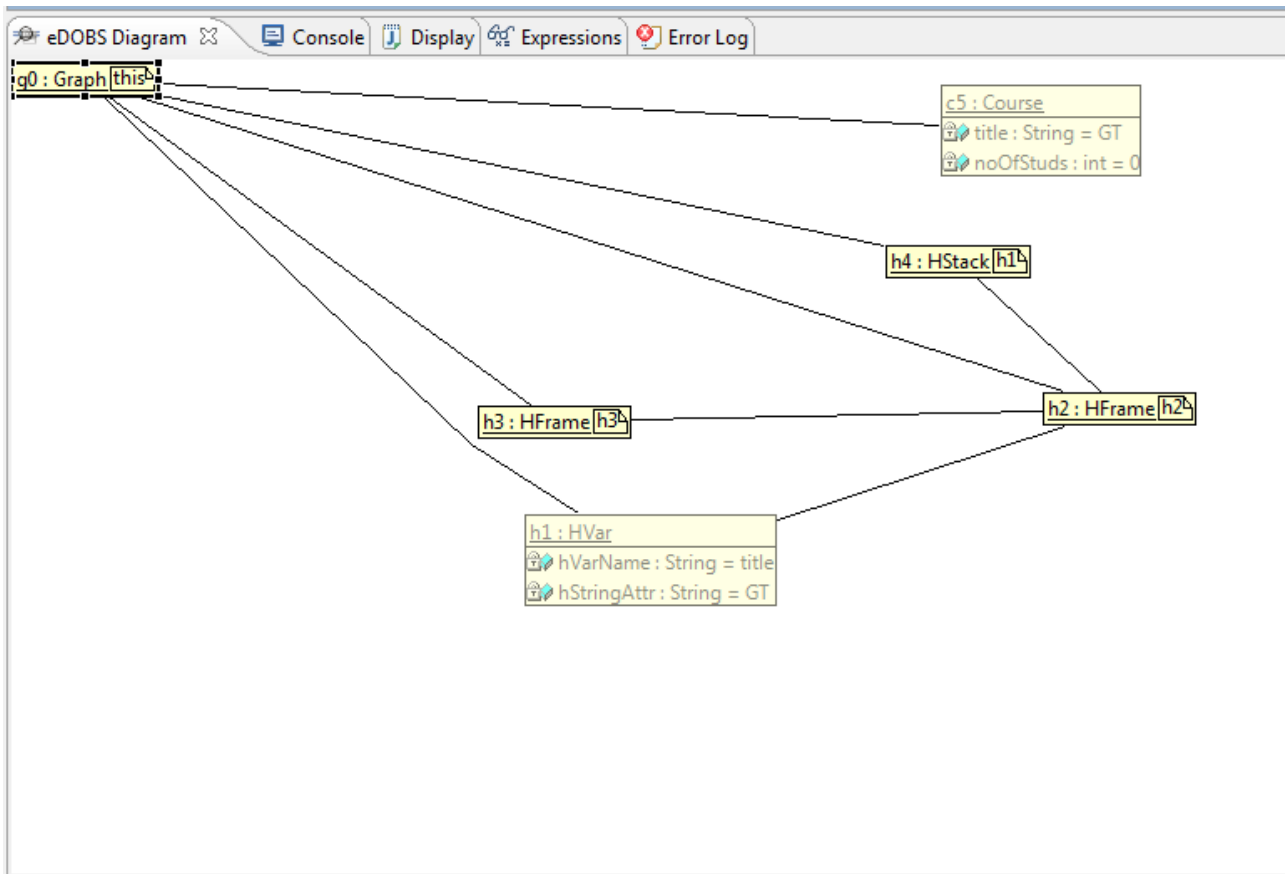 eDOBS Diagram Console Display Expressions Error Log
g0 : Graph this
c5 : Course
title : String = GT
noOfStuds : int = 0
h4 : HStack h1
h2 : HFrame h2
h3 : HFrame h3
h1 : HVar
hVarName : String = title
hStringAttr : String = GT